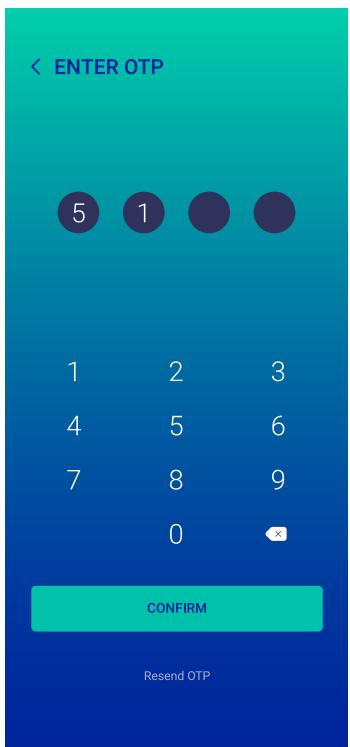 ENTER OTP
5 1
1 2 3
4 5 6
7 8 9
0
CONFIRM
Resend OTP